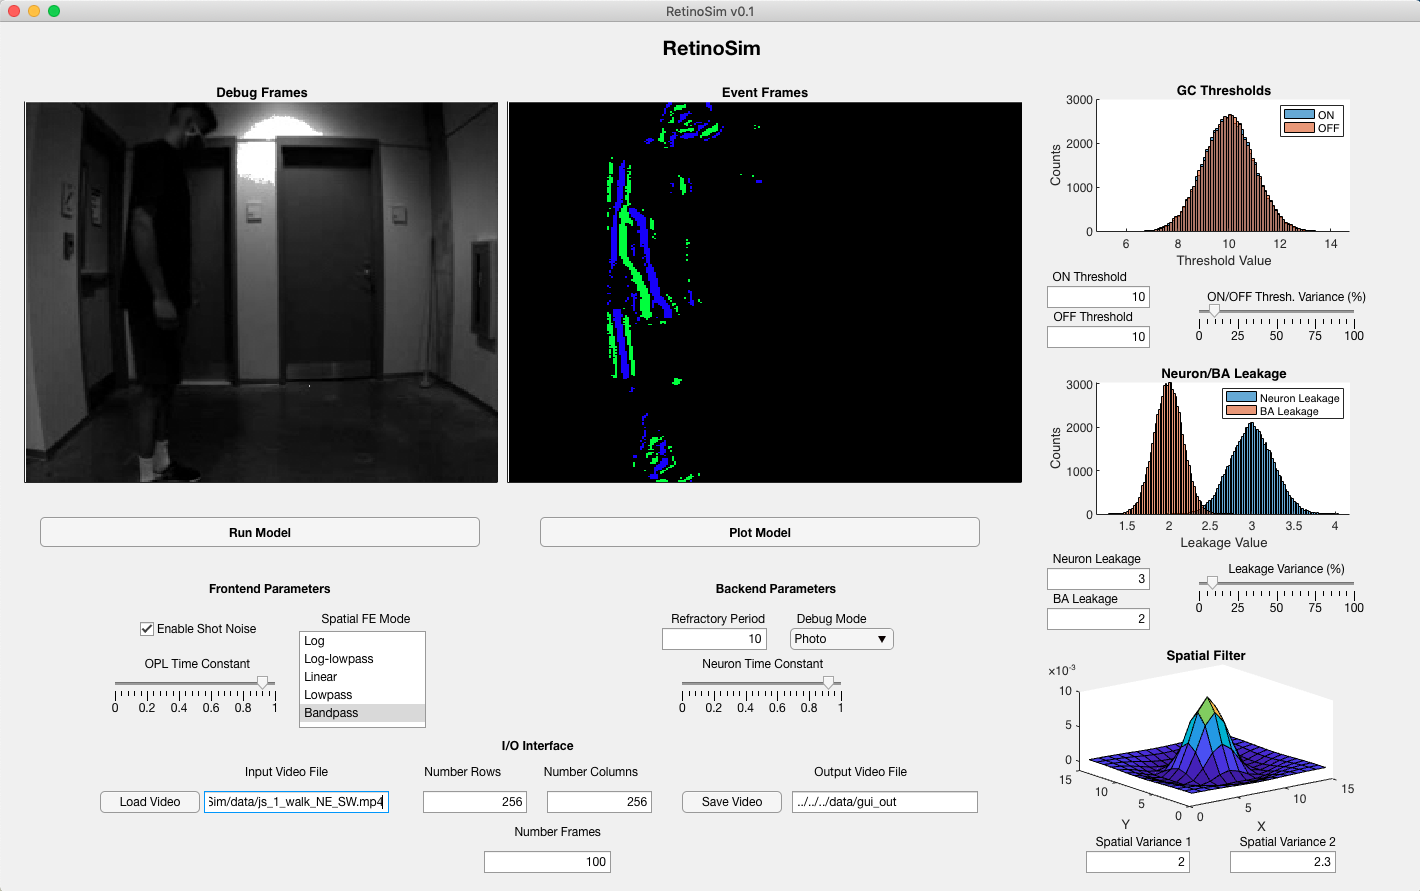 RetinoSim v0.1
RetinoSim
Debug Frames
Event Frames
GC Thresholds
3000
2000
1000
0
Counts
ON
OFF
6 8 10 12 14
Threshold Value
ON Threshold
10
OFF Threshold
10
ON/OFF Thresh. Variance (%)
0 25 50 75 100
Neuron/BA Leakage
3000
2000
1000
0
Counts
Neuron Leakage
BA Leakage
1.5 2 2.5 3 3.5 4
Leakage Value
Neuron Leakage
3
BA Leakage
2
Leakage Variance (%)
0 25 50 75 100
Run Model
Plot Model
Frontend Parameters
Enable Shot Noise
Spatial FE Mode
Log
Log-lowpass
Linear
Lowpass
Bandpass
OPL Time Constant
0 0.2 0.4 0.6 0.8 1
Backend Parameters
Refractory Period
10
Debug Mode
Photo
Neuron Time Constant
0 0.2 0.4 0.6 0.8 1
Spatial Filter
×10-3
10
5
0
15 10 5 0
Y
0 5 10 15
X
Spatial Variance 1
2
Spatial Variance 2
2.3
I/O Interface
Input Video File
Number Rows
Number Columns
Output Video File
Load Video
Sim/data/js_1_walk_NE_SW.mp4
256
256
Save Video
../../../data/gui_out
Number Frames
100